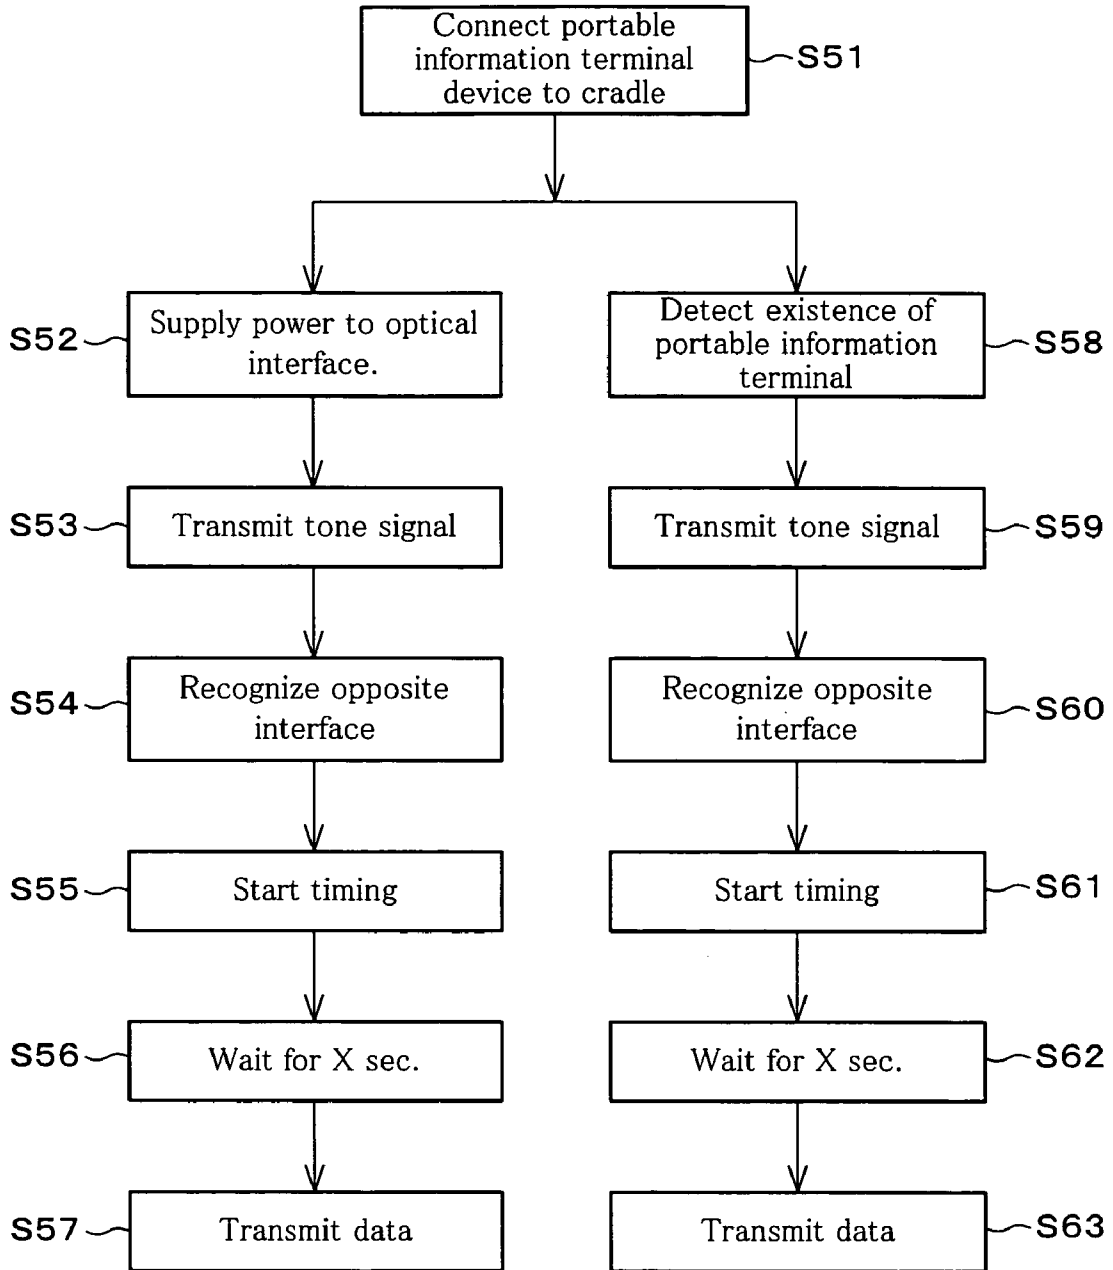 Connect portable
information terminal
device to cradle
S51
S52
Supply power to optical
interface.
Detect existence of
portable information
terminal
S58
S53
Transmit tone signal
Transmit tone signal
S59
S54
Recognize opposite
interface
Recognize opposite
interface
S60
S55
Start timing
Start timing
S61
S56
Wait for X sec.
Wait for X sec.
S62
S57
Transmit data
Transmit data
S63